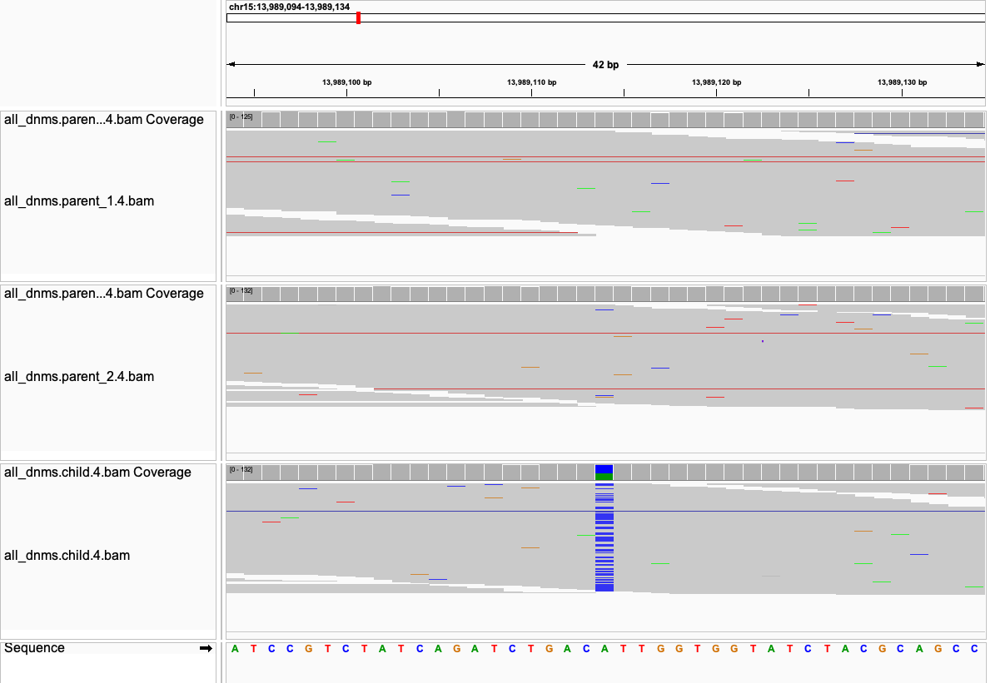 chr15:13,989,094-13,989,134
42 bp
13,989,100 bp 13,989,110 bp 13,989,120 bp 13,989,130 bp
all_dnms.paren...4.bam Coverage
[0 - 125]
all_dnms.parent_1.4.bam
all_dnms.paren...4.bam Coverage
[0 - 132]
all_dnms.parent_2.4.bam
all_dnms.child.4.bam Coverage
[0 - 132]
all_dnms.child.4.bam
Sequence
A T C C G T C T A T C A G A T C T G A C A T T G G T G G T A T C T A C G C A G C C